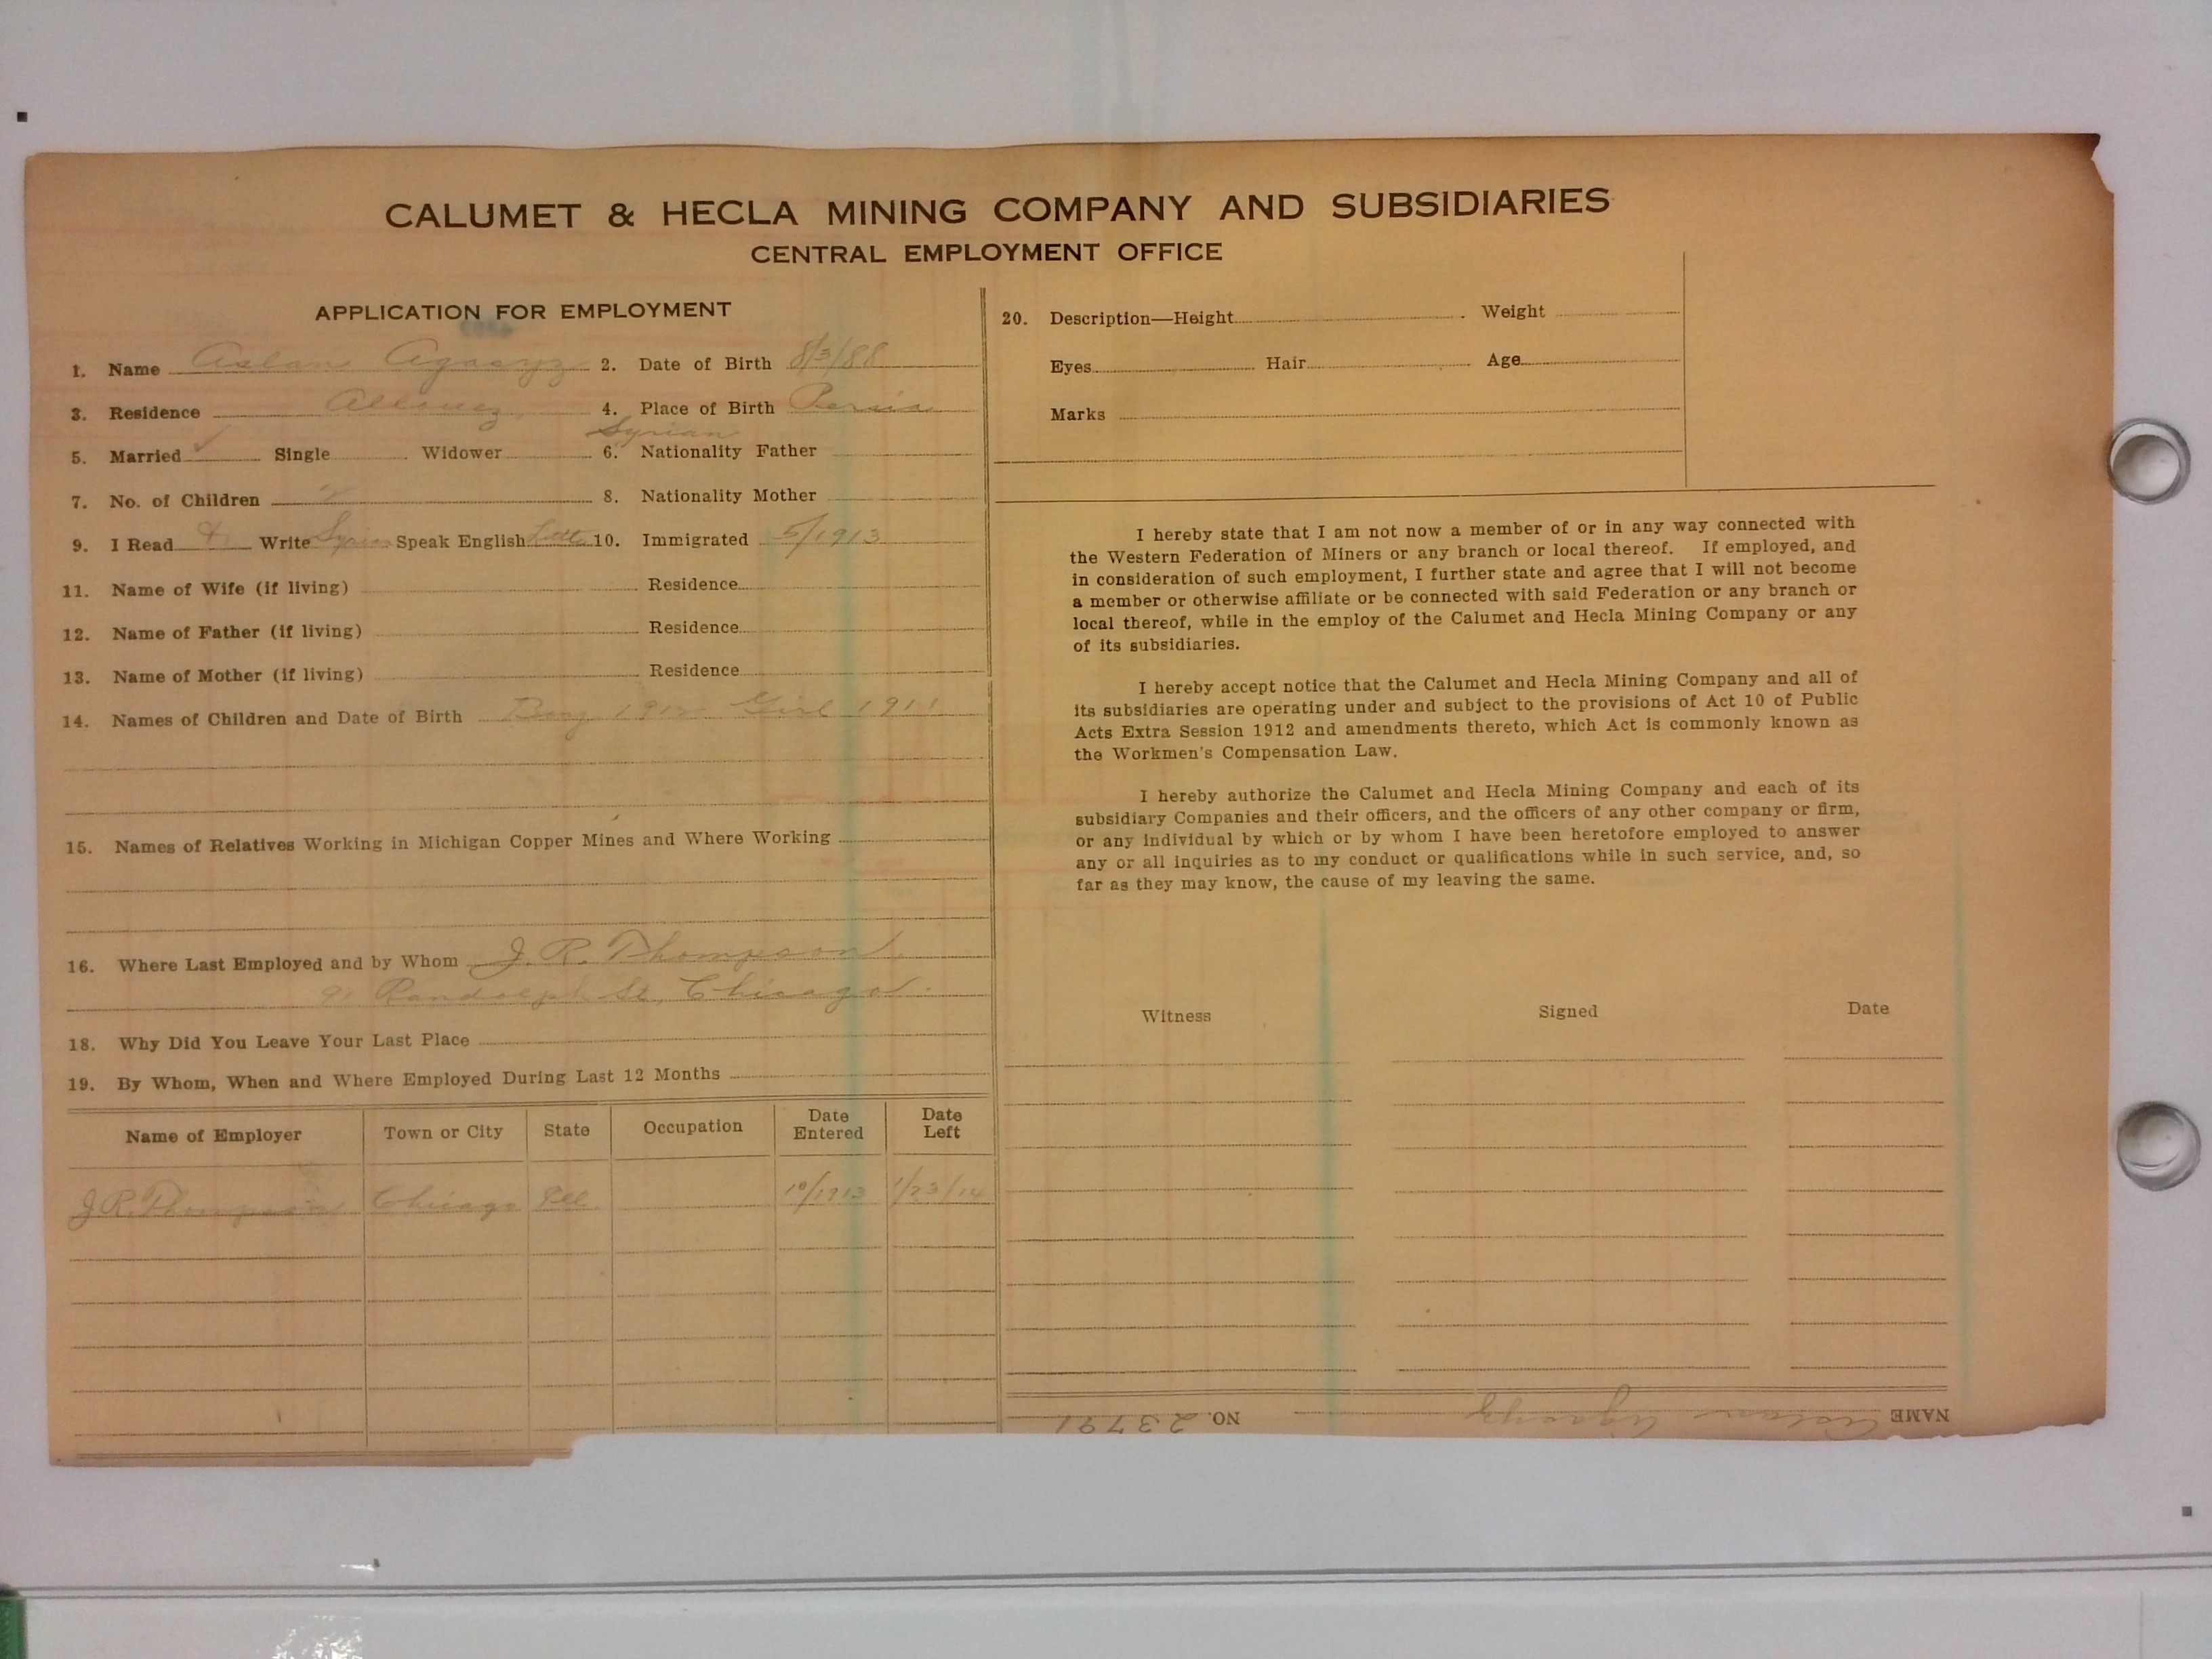 CALUMET & HECLA MINING COMPANY AND SUBSIDIARIES
CENTRAL EMPLOYMENT OFFICE
APPLICATION FOR EMPLOYMENT
1. Name Aslan Agassyz 2. Date of Birth 8/3/88
3. Residence Allouez, 4. Place of Birth Persia
Syrian
5. Married ✓ Single Widower 6. Nationality Father
7. No. of Children 2 8. Nationality Mother
9. I Read & Write Syrian Speak English Little 10. Immigrated 5/1913
11. Name of Wife (if living) Residence
12. Name of Father (if living) Residence
13. Name of Mother (if living) Residence
14. Names of Children and Date of Birth Boy 1912 Girl 1911
15. Names of Relatives Working in Michigan Copper Mines and Where Working
16. Where Last Employed and by Whom J. R. Thompson,
Randolph St, Chicago.
18. Why Did You Leave Your Last Place
19. By Whom, When and Where Employed During Last 12 Months
Name of Employer Town or City State Occupation Date Entered Date Left
J. R. Thompson Chicago Ill. 10/1913 1/23/14
20. Description—Height Weight
Eyes Hair Age
Marks
I hereby state that I am not now a member of or in any way connected with
the Western Federation of Miners or any branch or local thereof. If employed, and
in consideration of such employment, I further state and agree that I will not become
a member or otherwise affiliate or be connected with said Federation or any branch or
local thereof, while in the employ of the Calumet and Hecla Mining Company or any
of its subsidiaries.
I hereby accept notice that the Calumet and Hecla Mining Company and all of
its subsidiaries are operating under and subject to the provisions of Act 10 of Public
Acts Extra Session 1912 and amendments thereto, which Act is commonly known as
the Workmen's Compensation Law.
I hereby authorize the Calumet and Hecla Mining Company and each of its
subsidiary Companies and their officers, and the officers of any other company or firm,
or any individual by which or by whom I have been heretofore employed to answer
any or all inquiries as to my conduct or qualifications while in such service, and, so
far as they may know, the cause of my leaving the same.
Witness Signed Date
NAME Aslan Agassyz NO. 23791